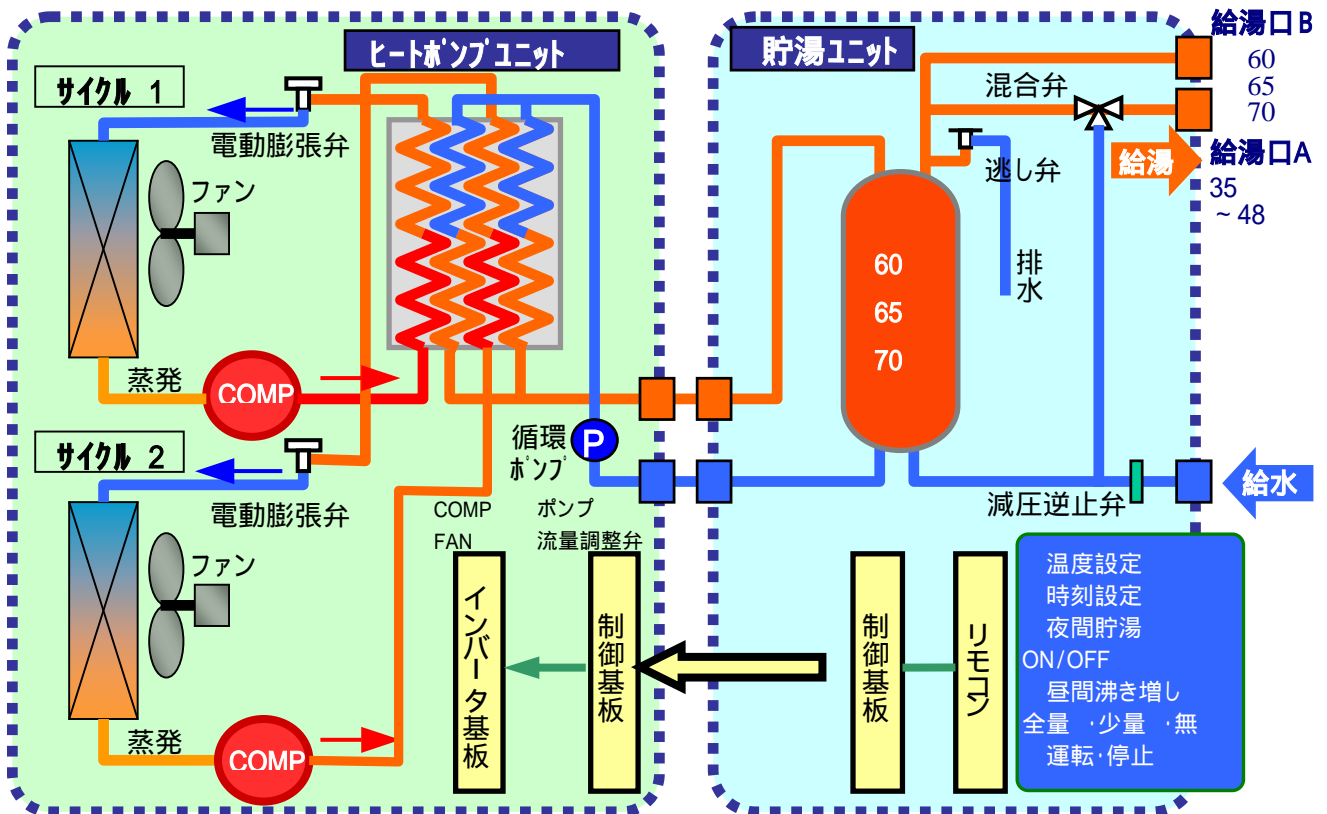 ヒートポンプユニット
サイクル 1
電動膨張弁
ファン
蒸発
COMP
サイクル 2
電動膨張弁
ファン
蒸発
COMP
循環
ポンプ
P
COMP
FAN
ポンプ
流量調整弁
インバータ基板
制御基板
貯湯ユニット
混合弁
逃し弁
排水
60
65
70
減圧逆止弁
制御基板
リモコン
給湯口 B
60
65
70
給湯
給湯口A
35
~ 48
給水
温度設定
時刻設定
夜間貯湯
ON/OFF
昼間沸き増し
全量 ・少量 ・無
運転・停止